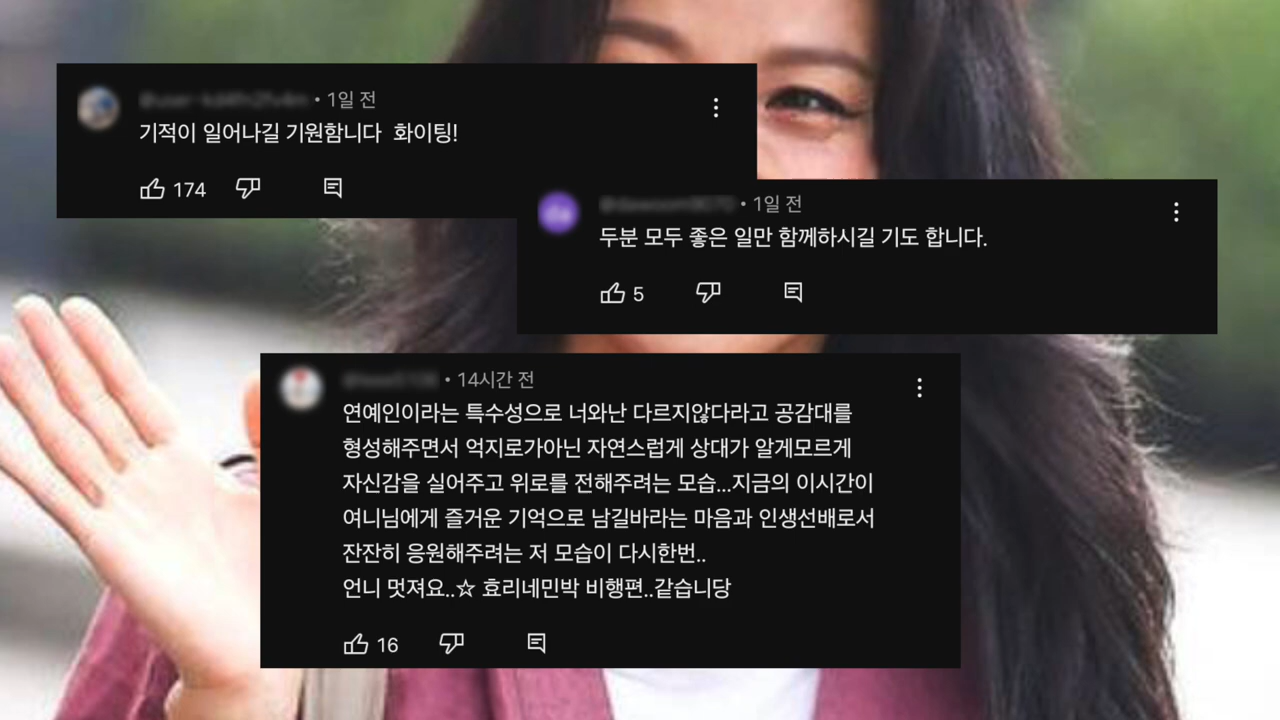 • 1일 전
기적이 일어나길 기원합니다 화이팅!
174
• 1일 전
두분 모두 좋은 일만 함께하시길 기도 합니다.
5
• 14시간 전
연예인이라는 특수성으로 너와난 다르지않다라고 공감대를
형성해주면서 억지로가아닌 자연스럽게 상대가 알게모르게
자신감을 실어주고 위로를 전해주려는 모습...지금의 이시간이
여니님에게 즐거운 기억으로 남길바라는 마음과 인생선배로서
잔잔히 응원해주려는 저 모습이 다시한번..
언니 멋져요..☆ 효리네민박 비행편..같습니당
16